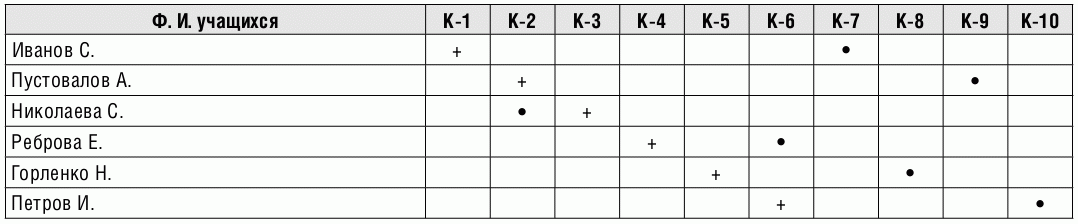 Ф. И. учащихся К-1 К-2 К-3 К-4 К-5 К-6 К-7 К-8 К-9 К-10
Иванов С. + •
Пустовалов А. + •
Николаева С. • +
Реброва Е. + •
Горленко Н. + •
Петров И. + •